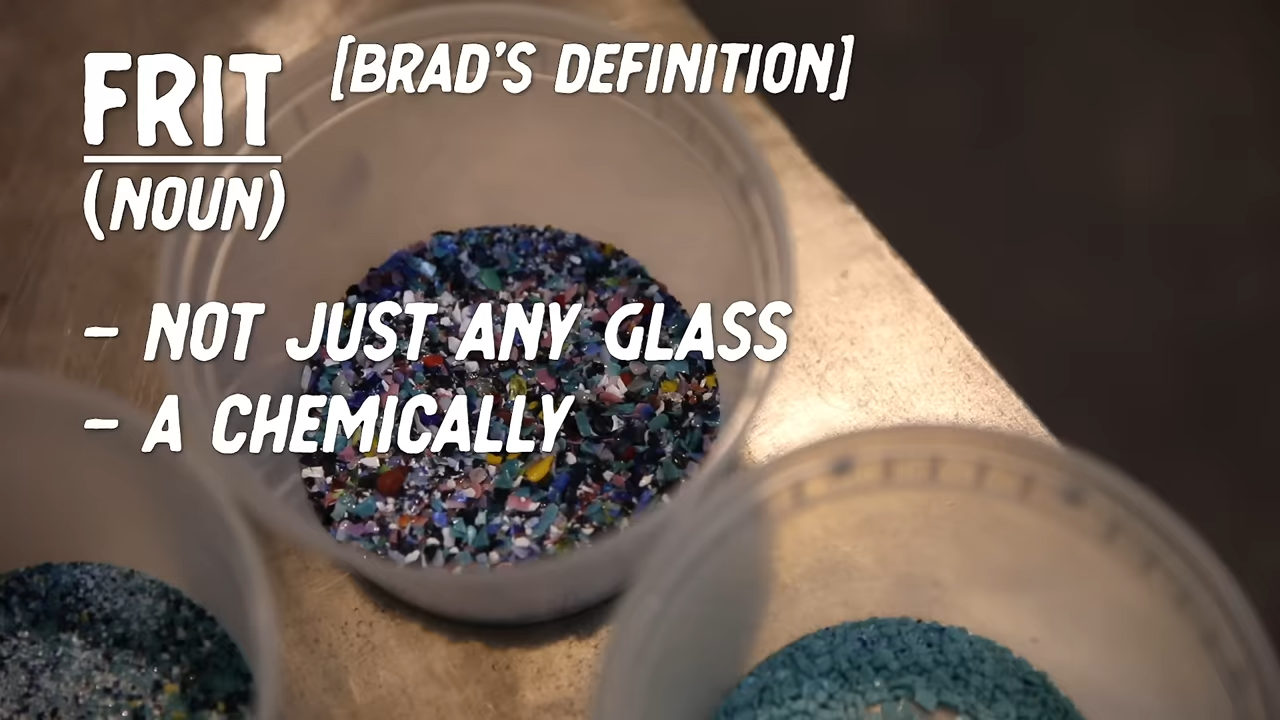 FRIT [BRAD'S DEFINITION]
(NOUN)
- NOT JUST ANY GLASS
- A CHEMICALLY